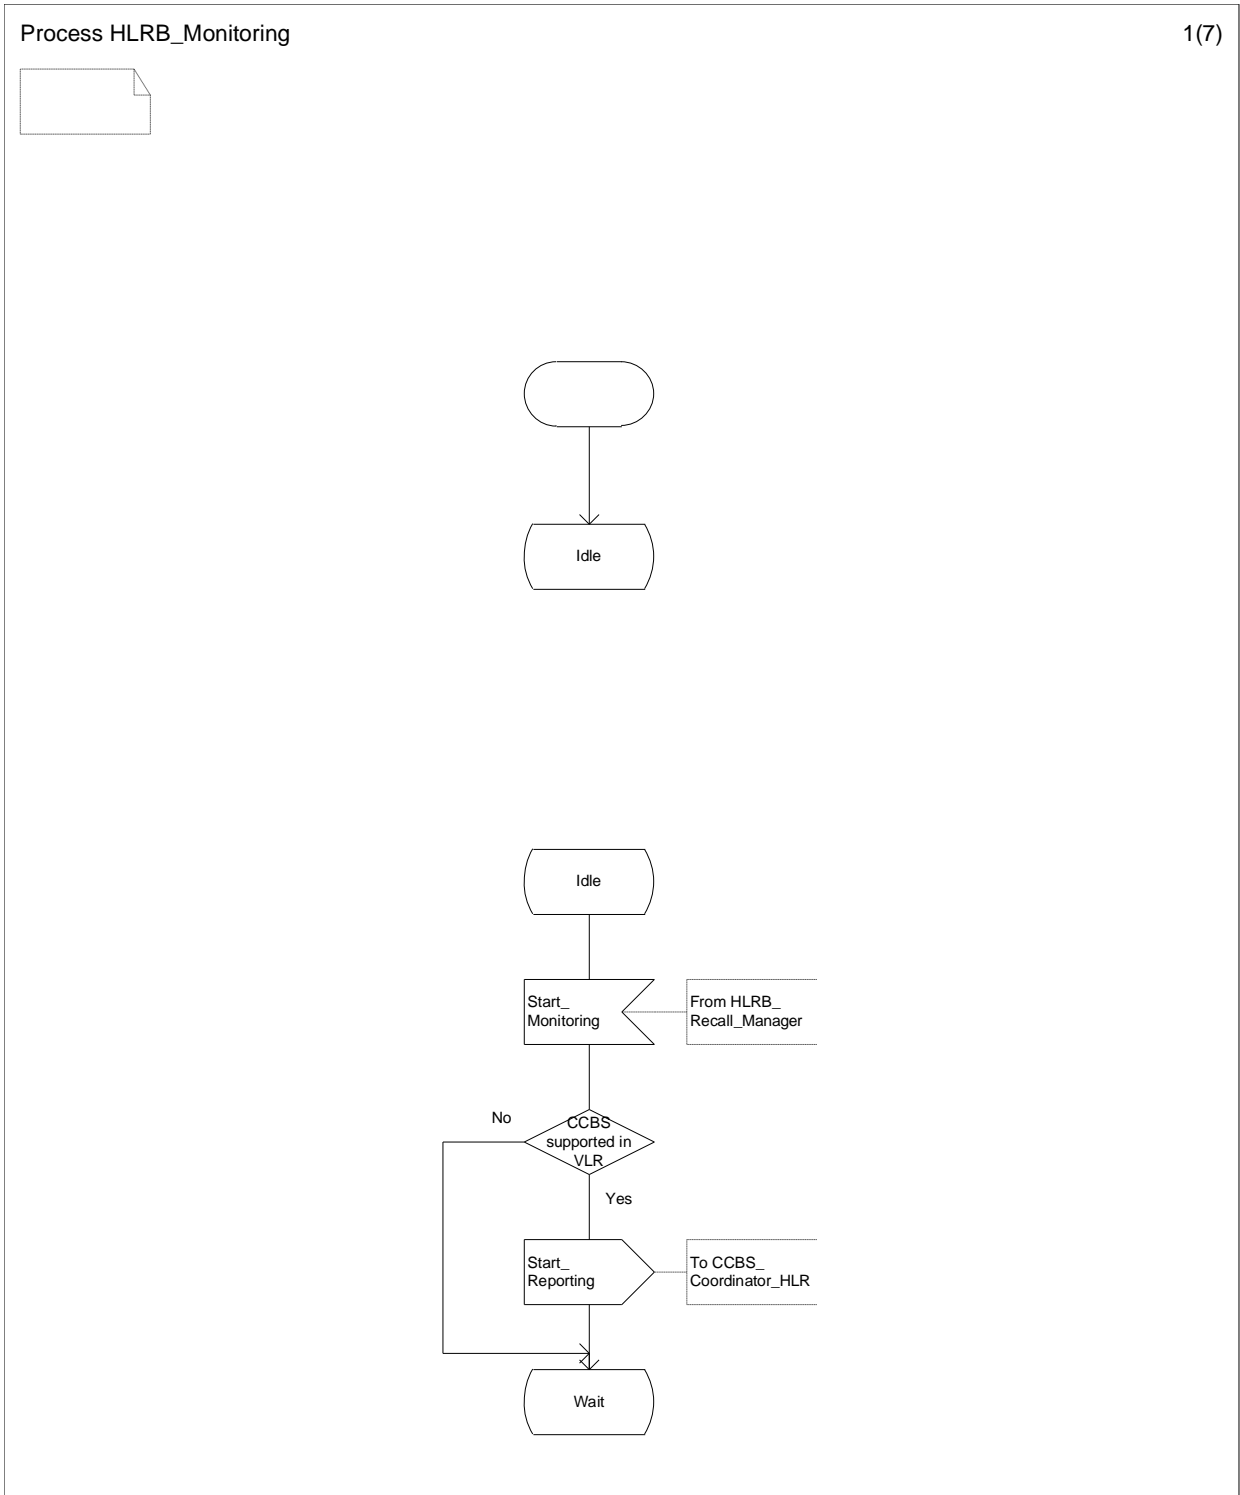 Process HLRB_Monitoring
1(7)
Idle
Idle
Start_
Monitoring
From HLRB_
Recall_Manager
No
CCBS
supported in
VLR
Yes
Start_
Reporting
To CCBS_
Coordinator_HLR
Wait